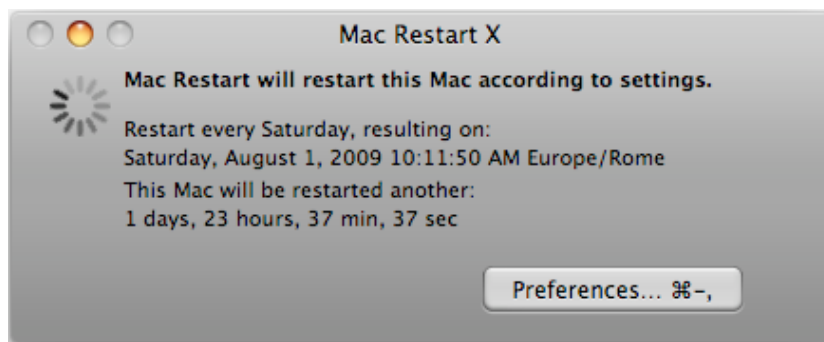 Mac Restart X
Mac Restart will restart this Mac according to settings.
Restart every Saturday, resulting on:
Saturday, August 1, 2009 10:11:50 AM Europe/Rome
This Mac will be restarted another:
1 days, 23 hours, 37 min, 37 sec
Preferences... ⌘–,